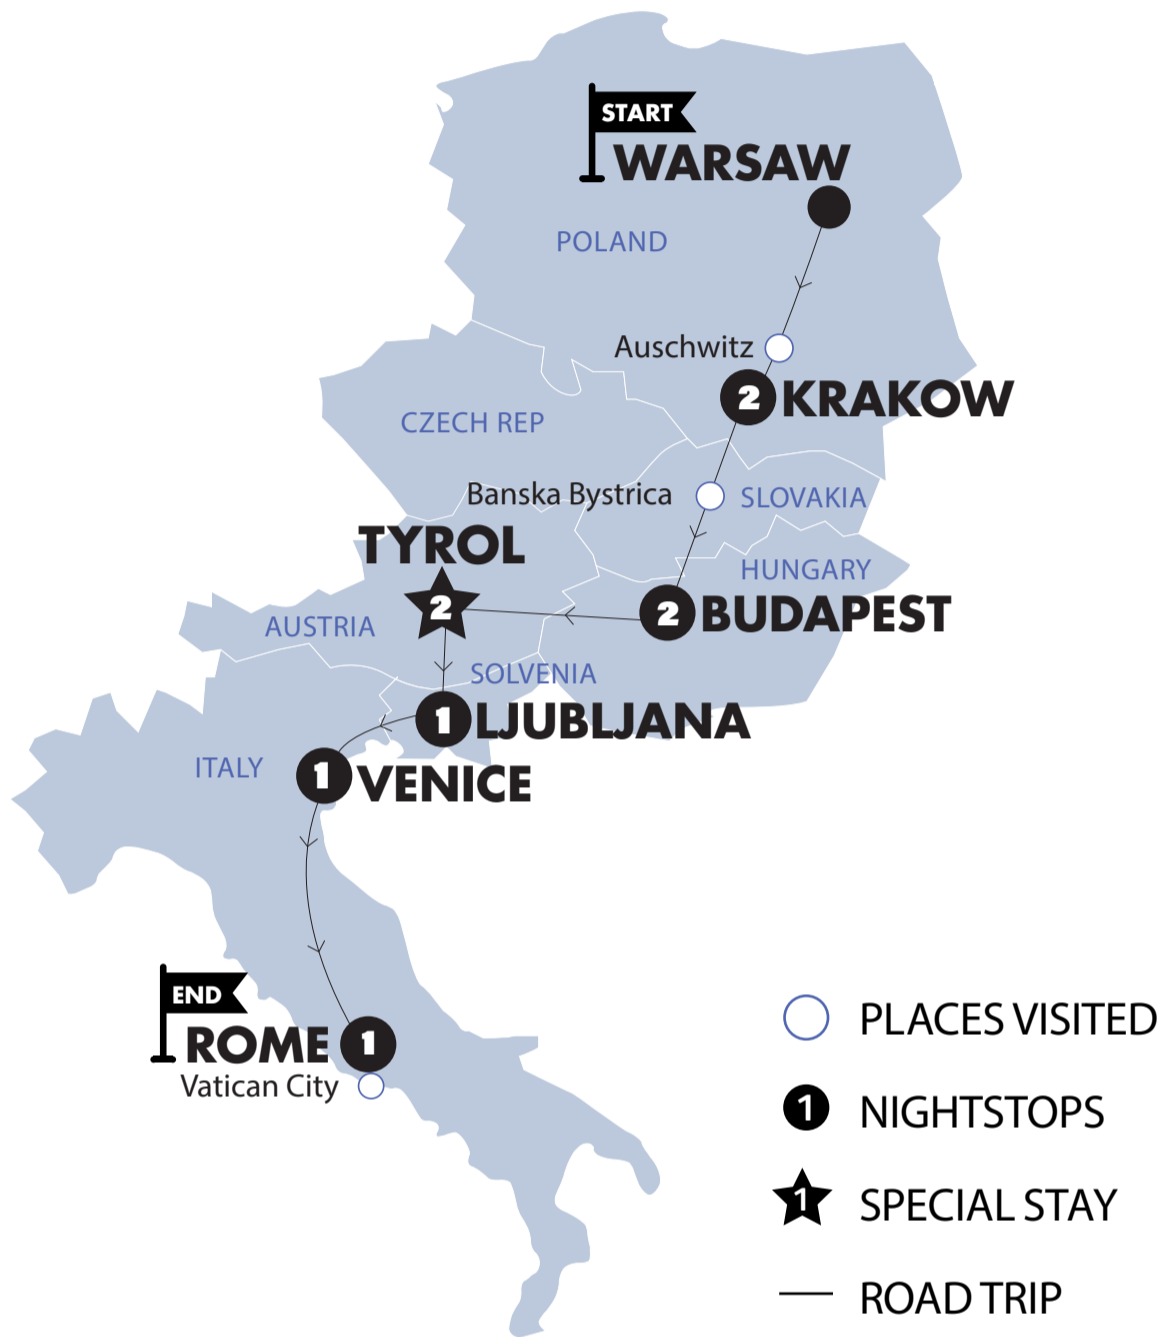 START
WARSAW
POLAND
Auschwitz
2 KRAKOW
CZECH REP
Banska Bystrica
SLOVAKIA
TYROL
HUNGARY
2
2 BUDAPEST
AUSTRIA
SOLVENIA
1 LJUBLJANA
ITALY
1 VENICE
END
ROME 1
Vatican City
PLACES VISITED
1 NIGHTSTOPS
1 SPECIAL STAY
ROAD TRIP